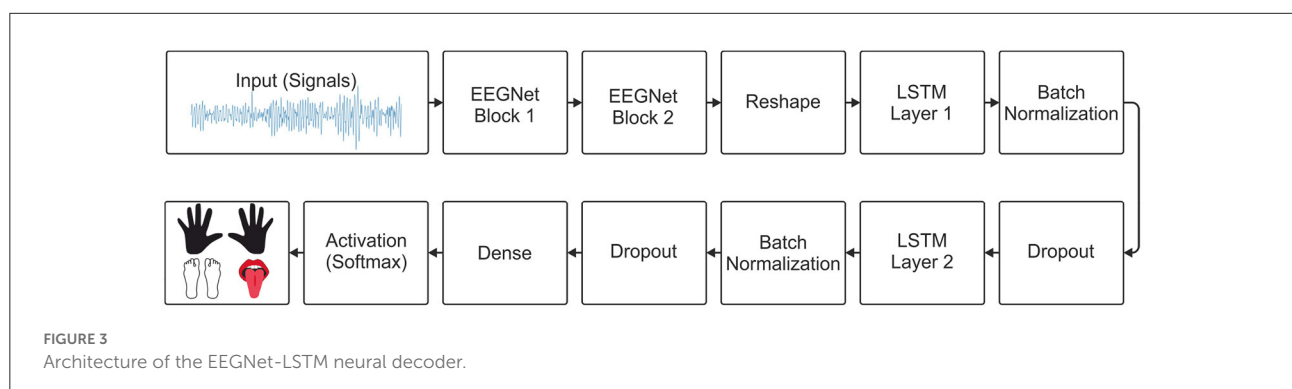 Input (Signals)
EEGNet
Block 1
EEGNet
Block 2
Reshape
LSTM
Layer 1
Batch
Normalization
Dropout
LSTM
Layer 2
Batch
Normalization
Dropout
Dense
Activation
(Softmax)
FIGURE 3
Architecture of the EEGNet-LSTM neural decoder.